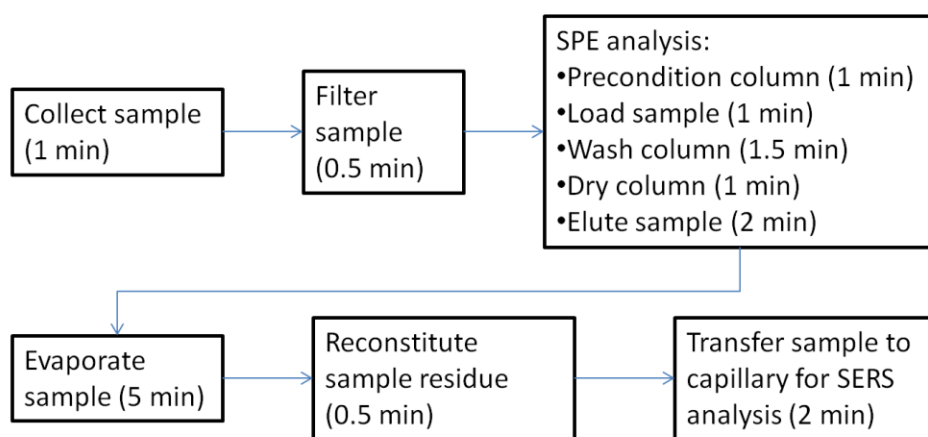 Collect sample
(1 min)
Filter
sample
(0.5 min)
SPE analysis:
•Precondition column (1 min)
•Load sample (1 min)
•Wash column (1.5 min)
•Dry column (1 min)
•Elute sample (2 min)
Evaporate
sample (5 min)
Reconstitute
sample residue
(0.5 min)
Transfer sample to
capillary for SERS
analysis (2 min)